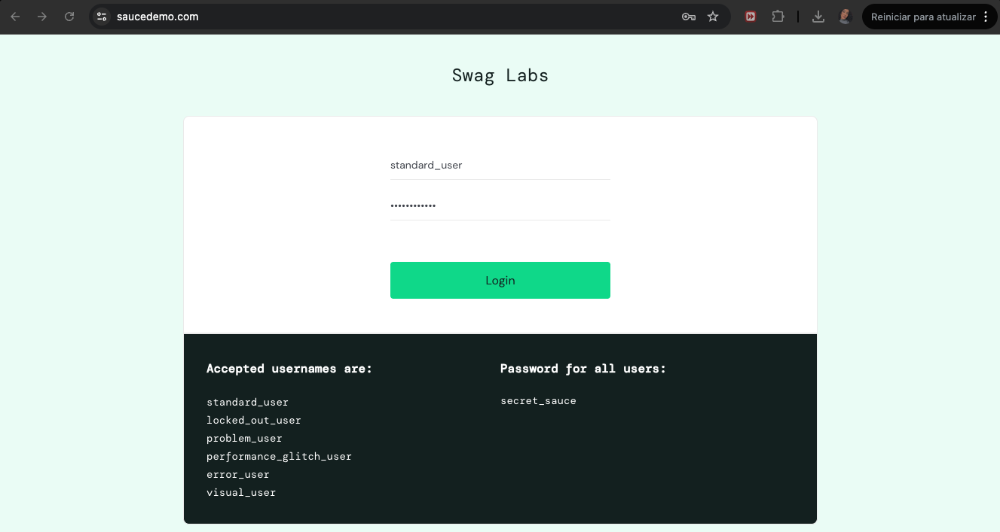 saucedemo.com
Reiniciar para atualizar
Swag Labs
standard_user
••••••••••••
Login
Accepted usernames are:
standard_user
locked_out_user
problem_user
performance_glitch_user
error_user
visual_user
Password for all users:
secret_sauce